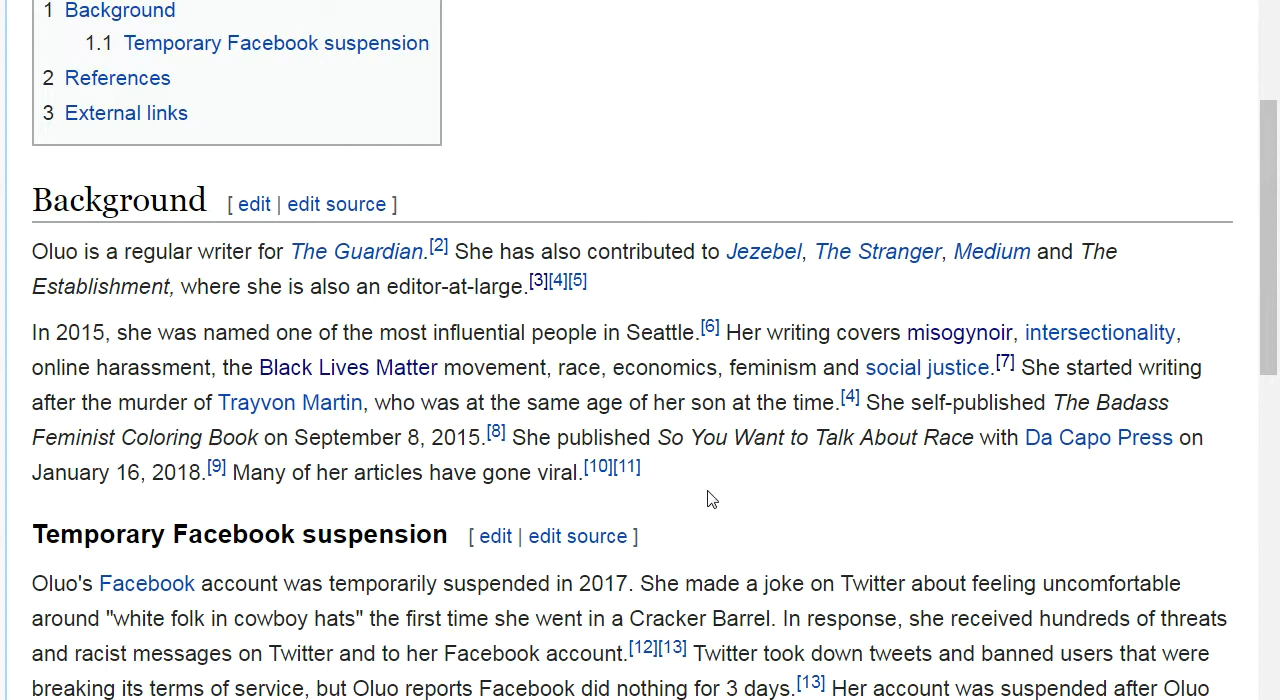 1 Background
1.1 Temporary Facebook suspension
2 References
3 External links
Background [ edit | edit source ]
Oluo is a regular writer for The Guardian.[2] She has also contributed to Jezebel, The Stranger, Medium and The
Establishment, where she is also an editor-at-large.[3][4][5]
In 2015, she was named one of the most influential people in Seattle.[6] Her writing covers misogynoir, intersectionality,
online harassment, the Black Lives Matter movement, race, economics, feminism and social justice.[7] She started writing
after the murder of Trayvon Martin, who was at the same age of her son at the time.[4] She self-published The Badass
Feminist Coloring Book on September 8, 2015.[8] She published So You Want to Talk About Race with Da Capo Press on
January 16, 2018.[9] Many of her articles have gone viral.[10][11]
Temporary Facebook suspension [ edit | edit source ]
Oluo's Facebook account was temporarily suspended in 2017. She made a joke on Twitter about feeling uncomfortable
around "white folk in cowboy hats" the first time she went in a Cracker Barrel. In response, she received hundreds of threats
and racist messages on Twitter and to her Facebook account.[12][13] Twitter took down tweets and banned users that were
breaking its terms of service, but Oluo reports Facebook did nothing for 3 days.[13] Her account was suspended after Oluo